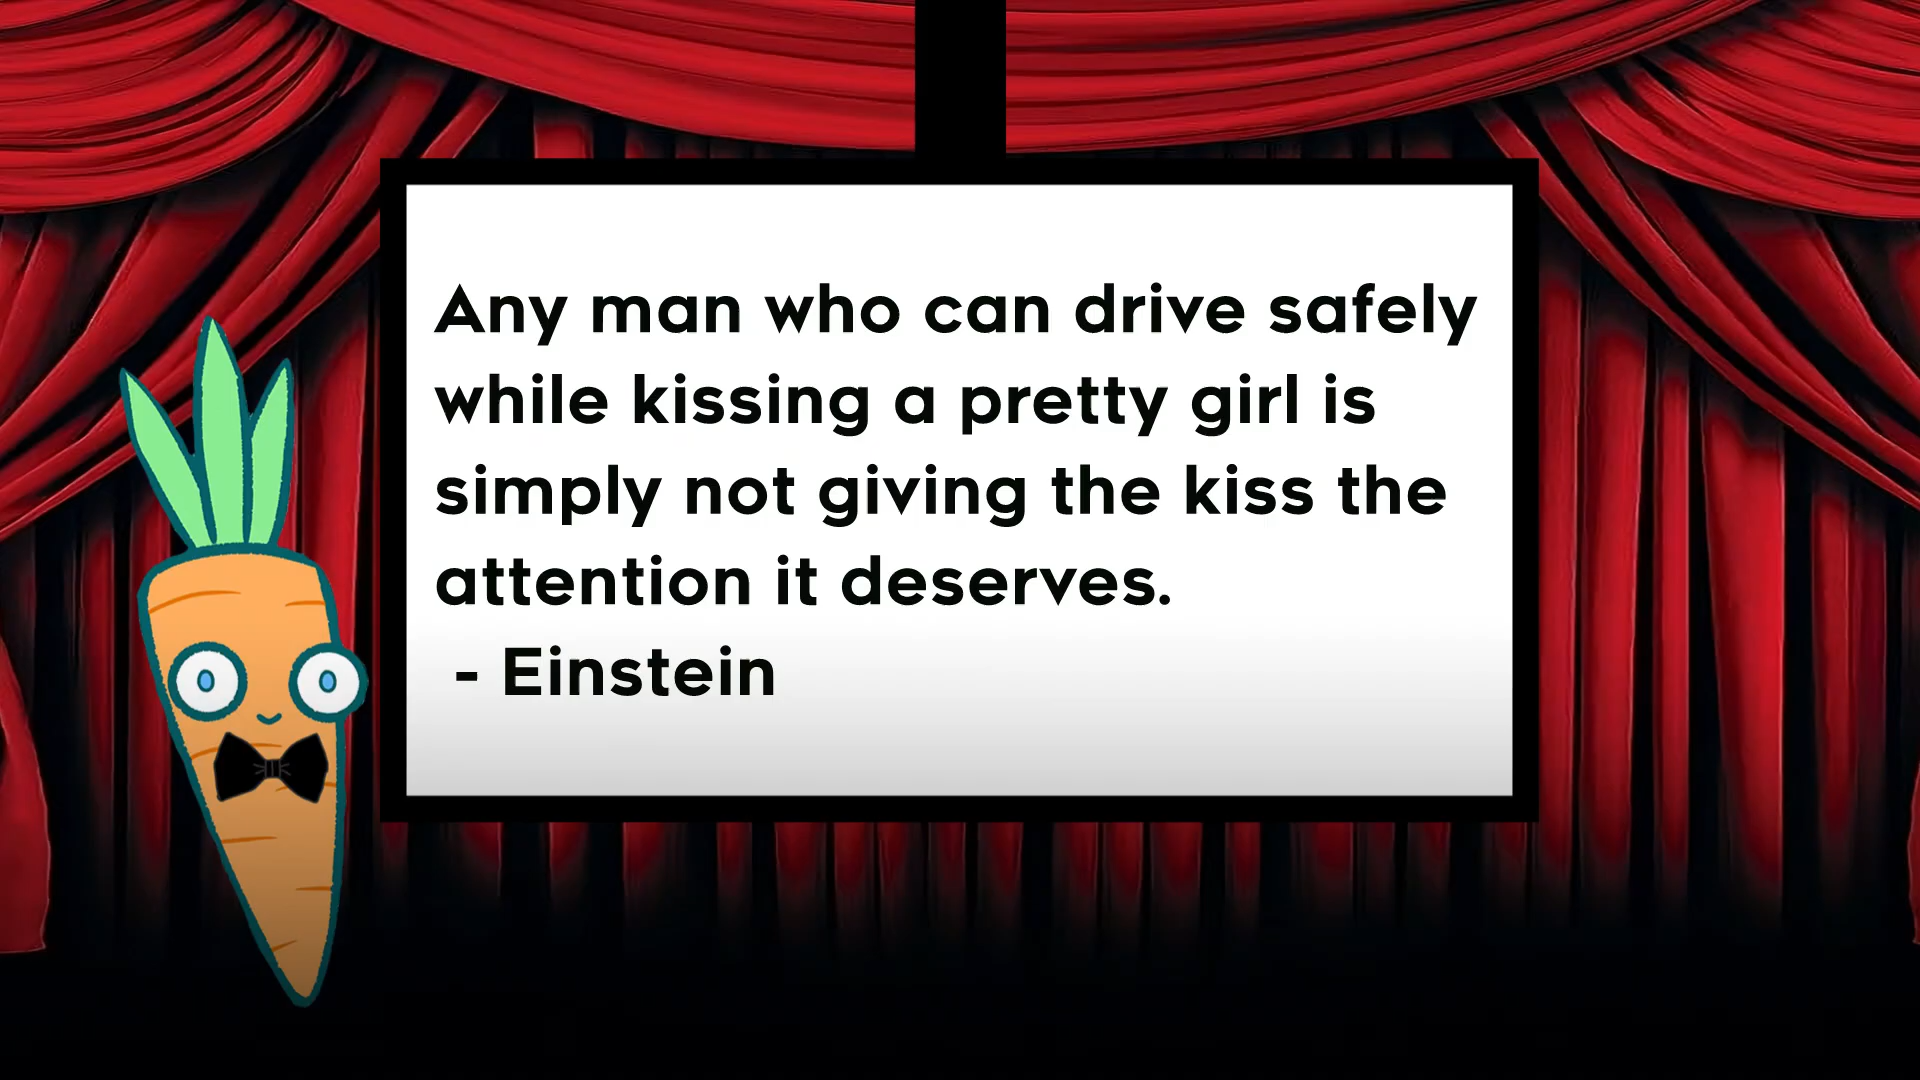 Any man who can drive safely
while kissing a pretty girl is
simply not giving the kiss the
attention it deserves.
- Einstein